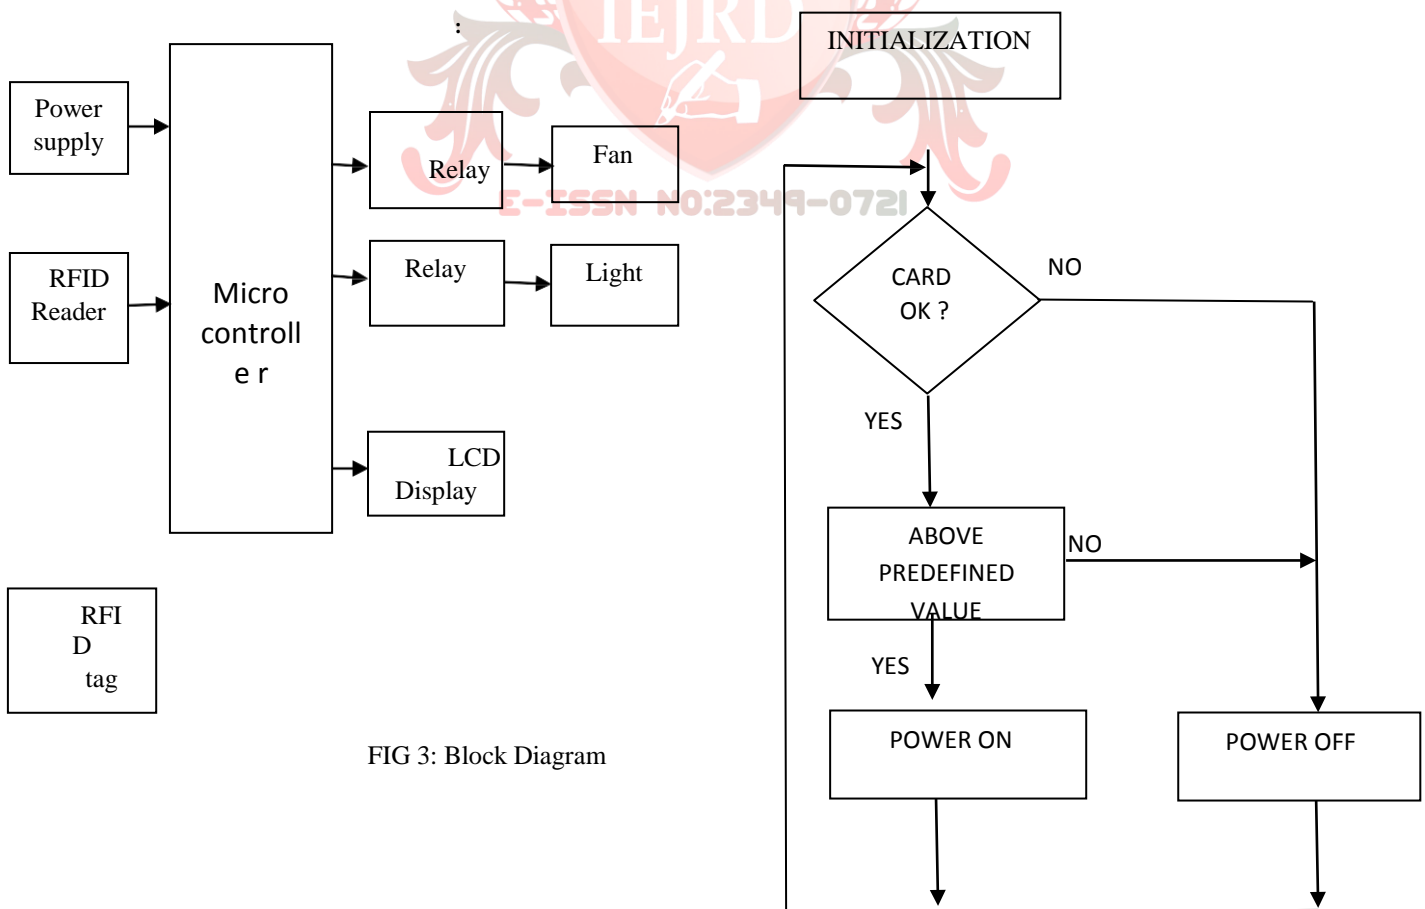 :
IEJRD
E-ISSN NO:2349-0721
Power
supply
RFID
Reader
Micro
controll
e r
Relay
Fan
Relay
Light
LCD
Display
RFI
D
tag
FIG 3: Block Diagram
INITIALIZATION
CARD
OK ?
NO
YES
ABOVE
PREDEFINED
VALUE
NO
YES
POWER ON
POWER OFF